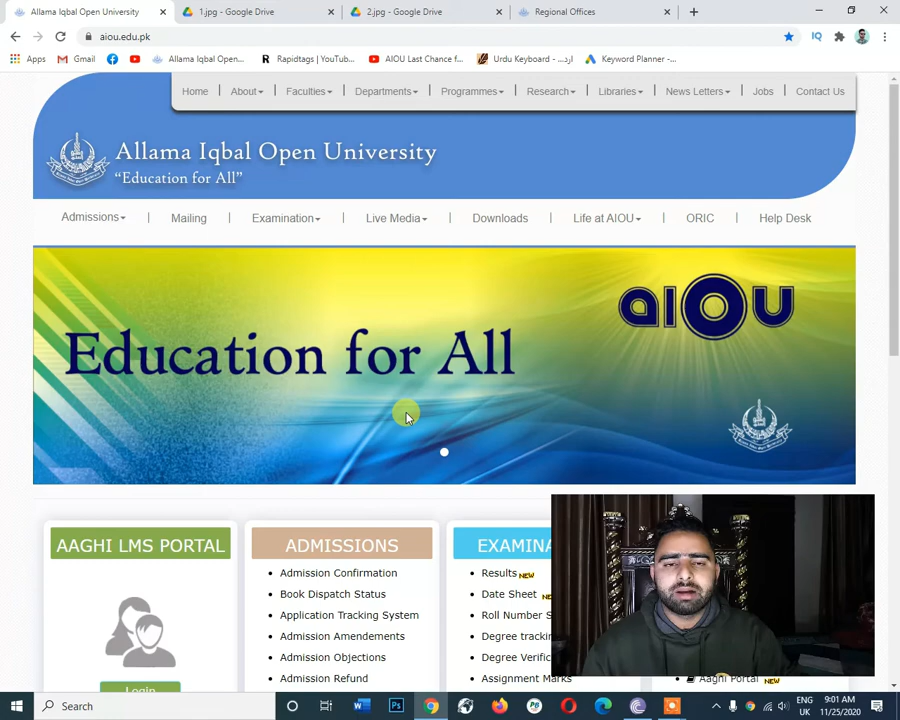 Allama Iqbal Open University
1.jpg - Google Drive
2.jpg - Google Drive
Regional Offices
aiou.edu.pk
Apps
Gmail
Allama Iqbal Open...
Rapidtags | YouTub...
AIOU Last Chance f...
Urdu Keyboard - اردد...
Keyword Planner -...
Home
About
Faculties
Departments
Programmes
Research
Libraries
News Letters
Jobs
Contact Us
Allama Iqbal Open University
“Education for All”
Admissions
Mailing
Examination
Live Media
Downloads
Life at AIOU
ORIC
Help Desk
Education for All
aiou
AAGHI LMS PORTAL
Login
ADMISSIONS
Admission Confirmation
Book Dispatch Status
Application Tracking System
Admission Amendements
Admission Objections
Admission Refund
EXAMINA
Results NEW
Date Sheet
Roll Number S
Degree trackin
Degree Verific
Assignment Marks
Aaghi Portal NEW
Search
ENG
UK
9:01 AM
11/25/2020